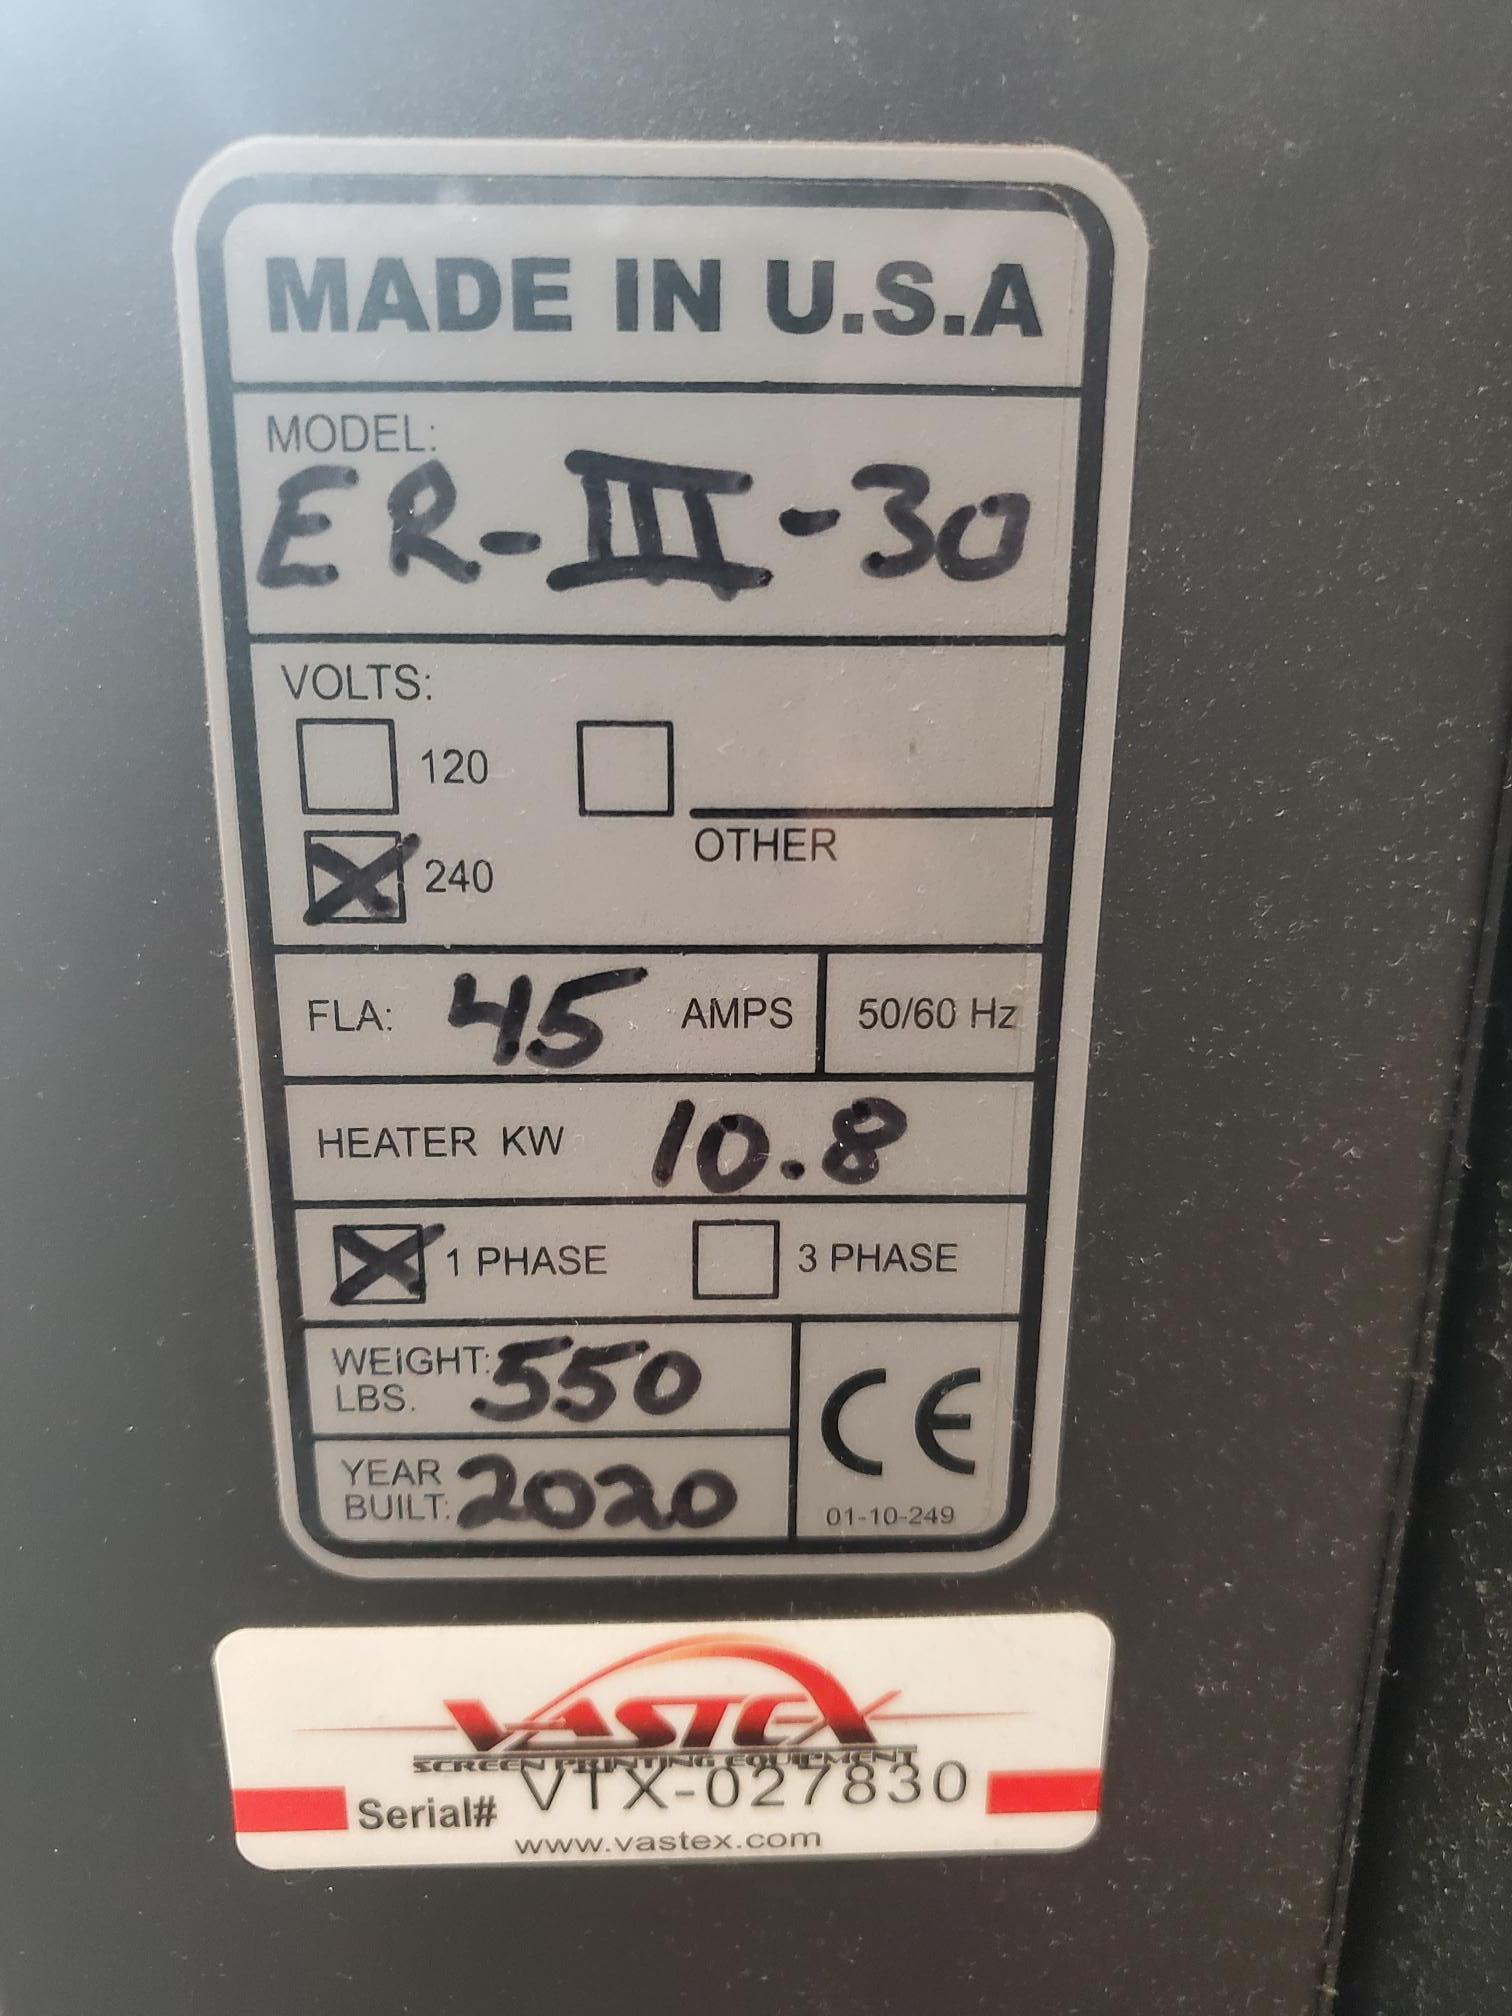 MADE IN U.S.A
MODEL:
ER-III-30
VOLTS:
120
240
OTHER
FLA: 45 AMPS 50/60 Hz
HEATER KW 10.8
1 PHASE 3 PHASE
WEIGHT: 550
LBS.
YEAR 2020
BUILT:
CE
01-10-249
VASTEX
SCREEN PRINTING EQUIPMENT
Serial# VTX-027830
www.vastex.com